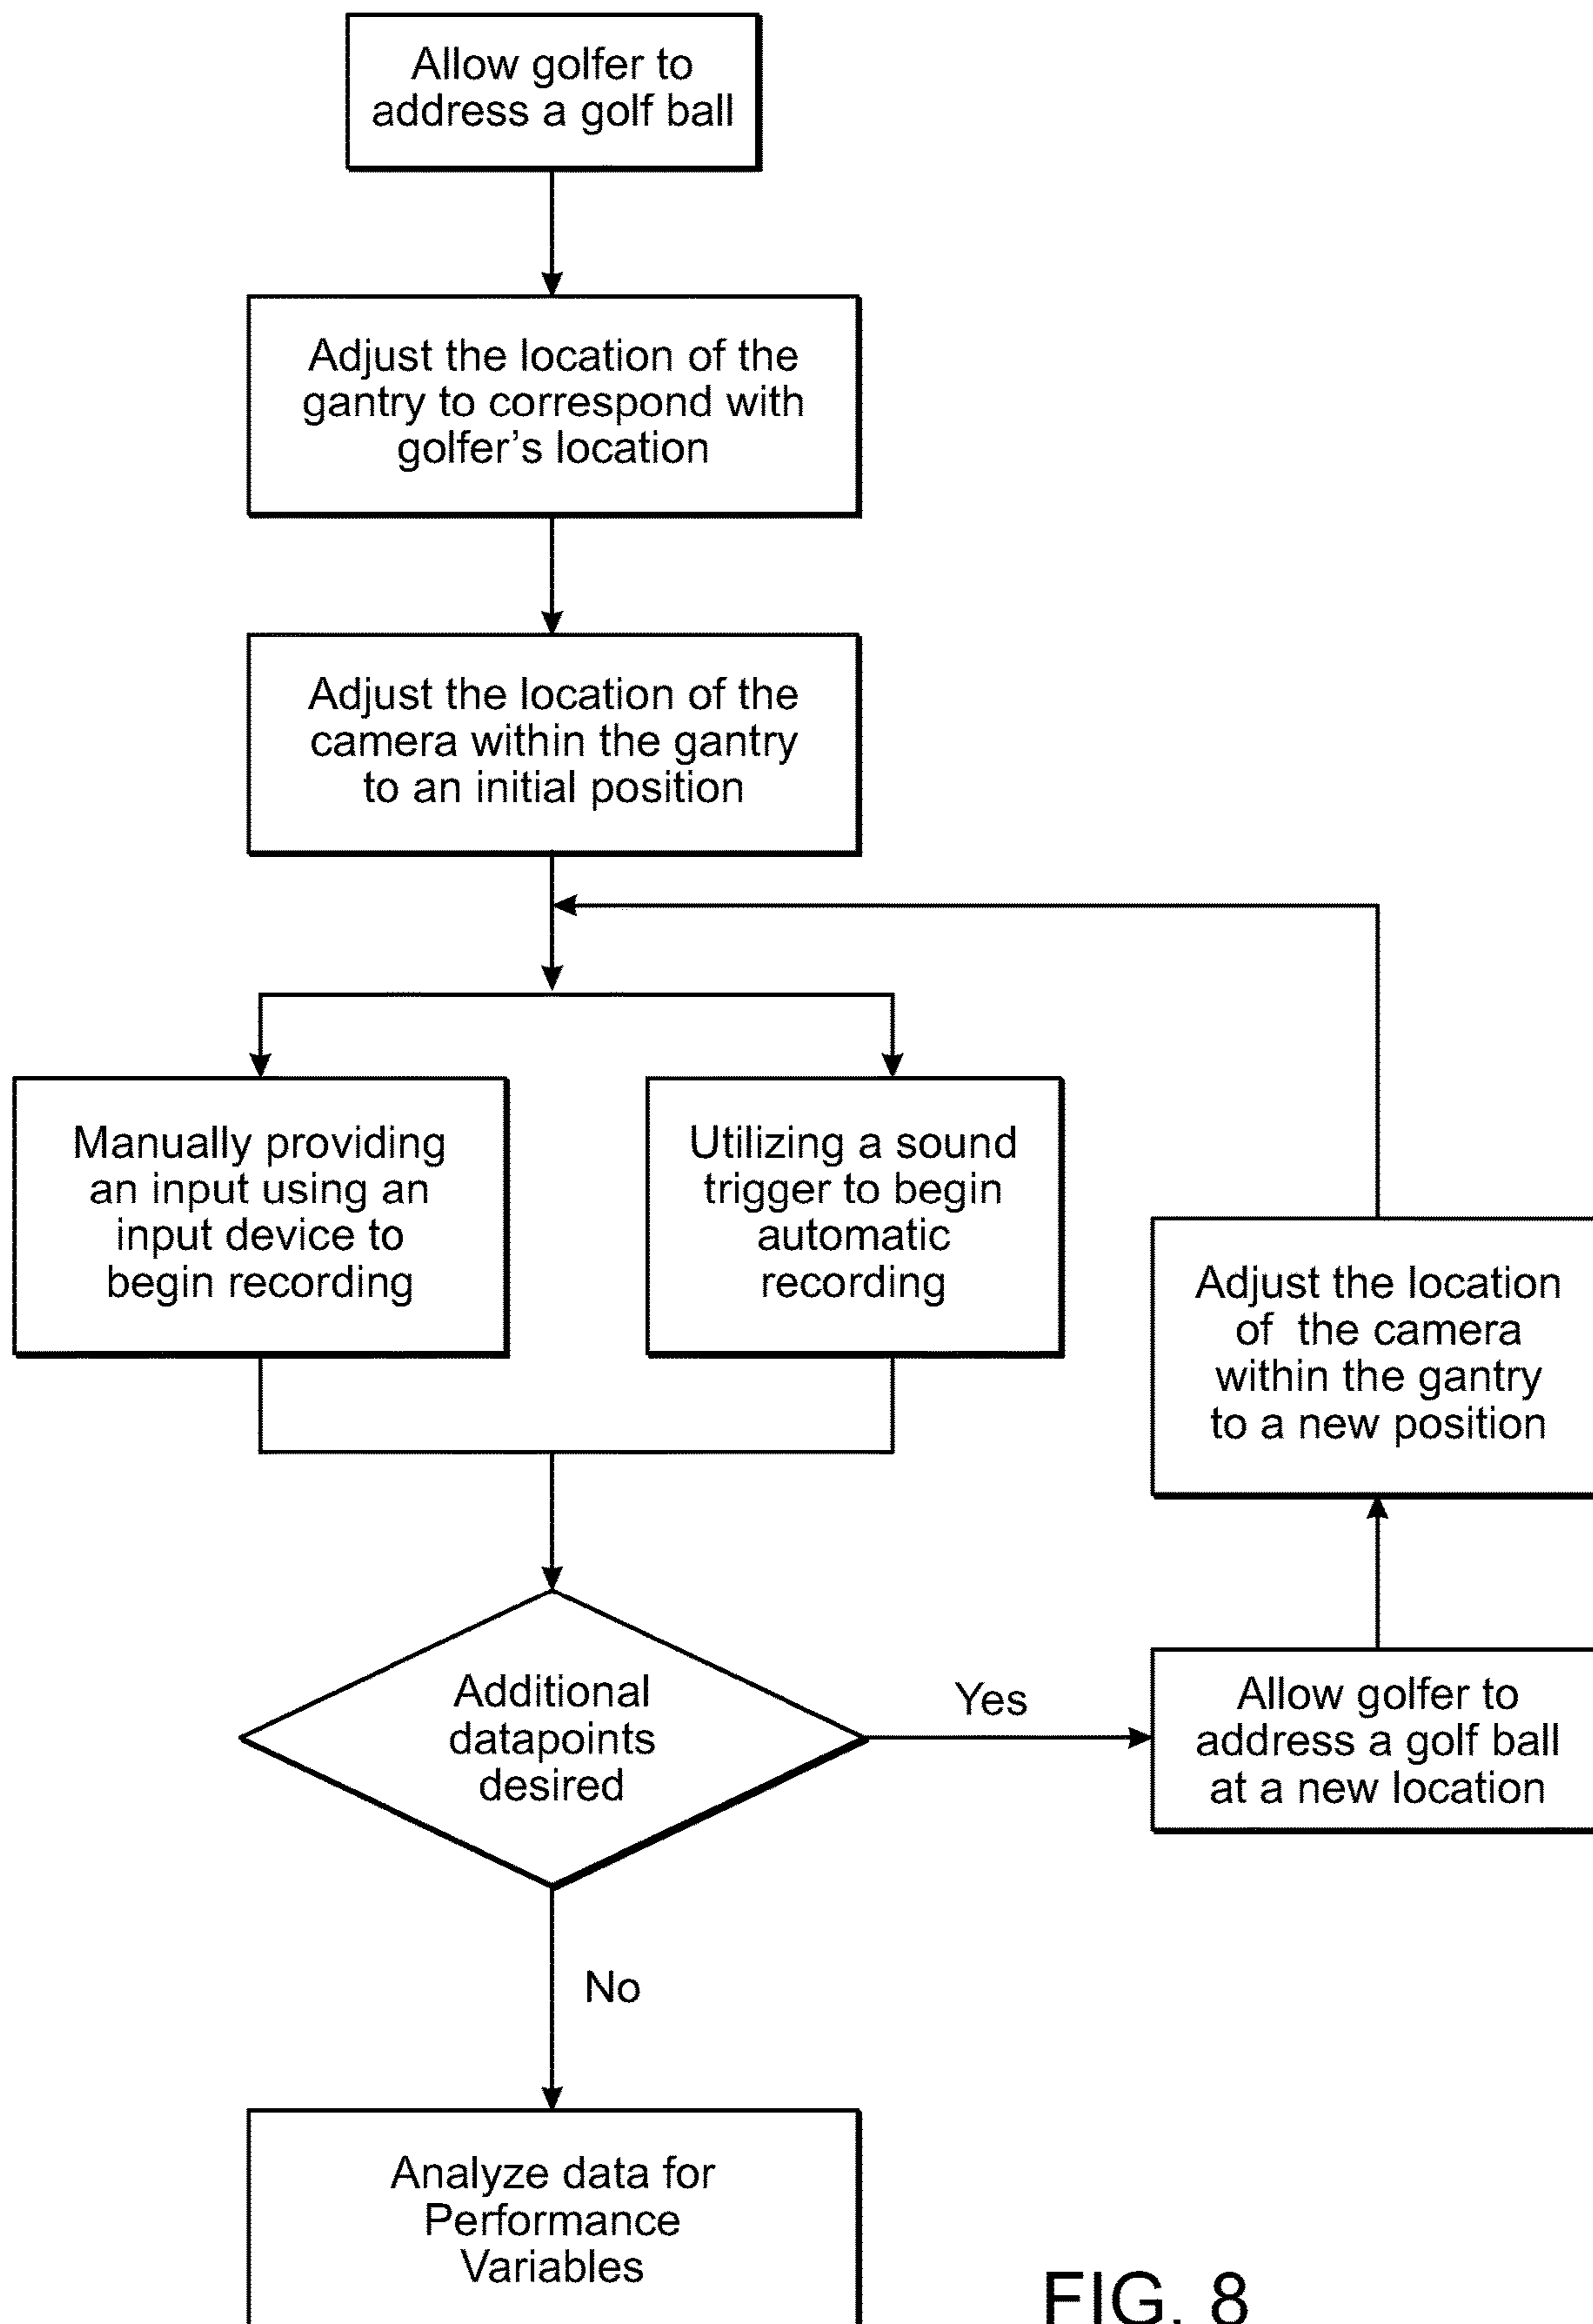 Allow golfer to
address a golf ball
Adjust the location of the
gantry to correspond with
golfer's location
Adjust the location of the
camera within the gantry
to an initial position
Manually providing
an input using an
input device to
begin recording
Utilizing a sound
trigger to begin
automatic
recording
Adjust the location
of the camera
within the gantry
to a new position
Additional
datapoints
desired
Yes
Allow golfer to
address a golf ball
at a new location
No
Analyze data for
Performance
Variables
FIG. 8